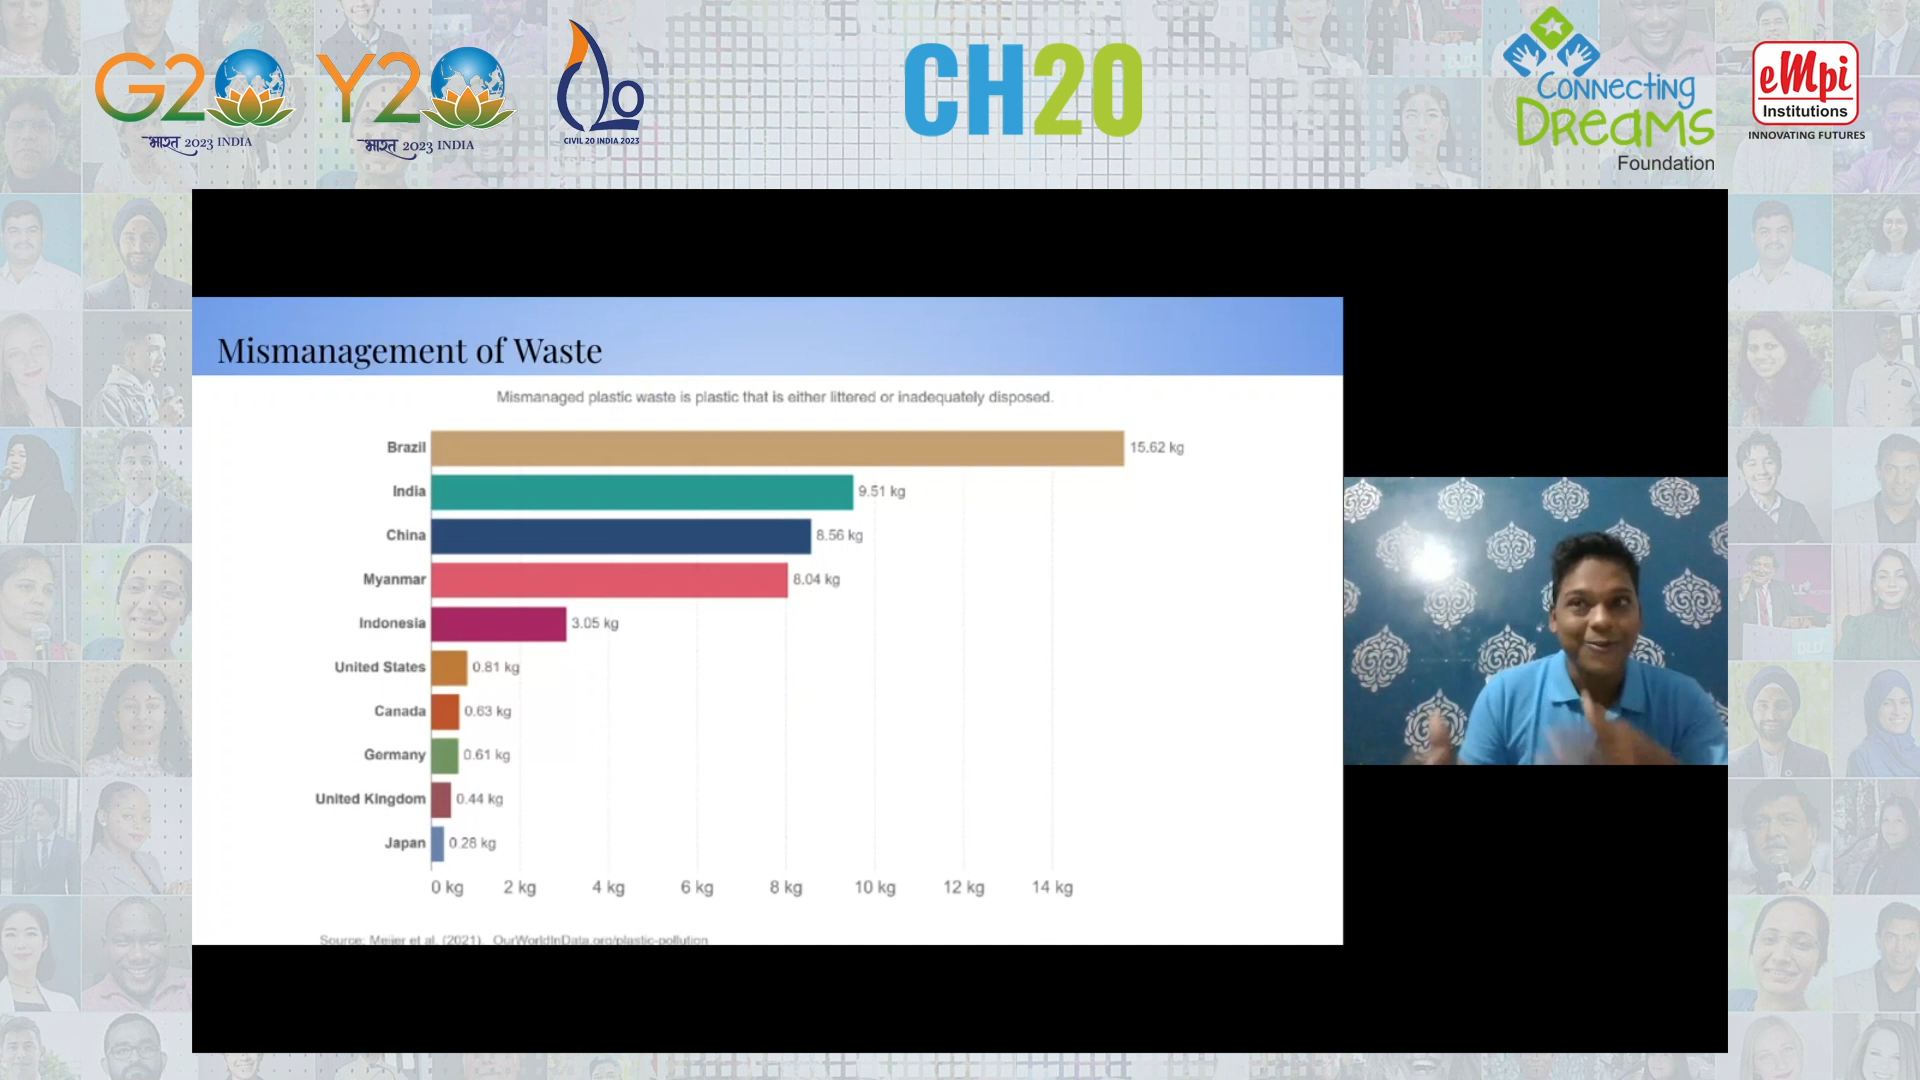 G20
भारत 2023 INDIA
Y20
भारत 2023 INDIA
CIVIL 20 INDIA 2023
CH20
Connecting
Dreams
Foundation
eMpi
Institutions
INNOVATING FUTURES
Mismanagement of Waste
Mismanaged plastic waste is plastic that is either littered or inadequately disposed.
Brazil 15.62 kg
India 9.51 kg
China 8.56 kg
Myanmar 8.04 kg
Indonesia 3.05 kg
United States 0.81 kg
Canada 0.63 kg
Germany 0.61 kg
United Kingdom 0.44 kg
Japan 0.28 kg
0 kg 2 kg 4 kg 6 kg 8 kg 10 kg 12 kg 14 kg
Source: Meijer et al. (2021). OurWorldInData.org/plastic-pollution